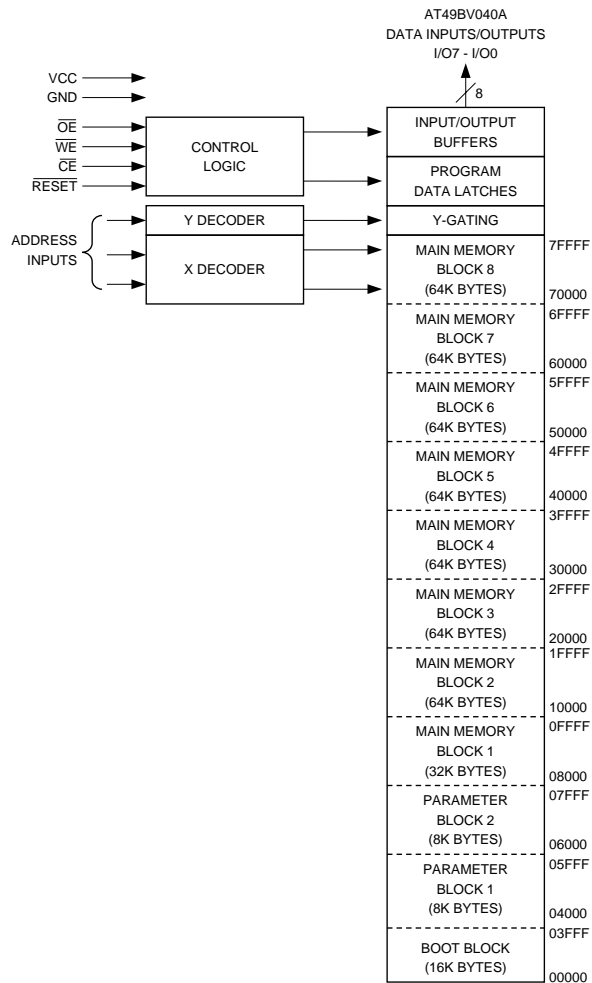 AT49BV040A
DATA INPUTS/OUTPUTS
I/O7 - I/O0
8
VCC
GND
OE
WE
CE
RESET
CONTROL
LOGIC
INPUT/OUTPUT
BUFFERS
PROGRAM
DATA LATCHES
ADDRESS
INPUTS
Y DECODER
Y-GATING
X DECODER
MAIN MEMORY
BLOCK 8
(64K BYTES)
7FFFF
70000
MAIN MEMORY
BLOCK 7
(64K BYTES)
6FFFF
60000
MAIN MEMORY
BLOCK 6
(64K BYTES)
5FFFF
50000
MAIN MEMORY
BLOCK 5
(64K BYTES)
4FFFF
40000
MAIN MEMORY
BLOCK 4
(64K BYTES)
3FFFF
30000
MAIN MEMORY
BLOCK 3
(64K BYTES)
2FFFF
20000
MAIN MEMORY
BLOCK 2
(64K BYTES)
1FFFF
10000
MAIN MEMORY
BLOCK 1
(32K BYTES)
0FFFF
08000
PARAMETER
BLOCK 2
(8K BYTES)
07FFF
06000
PARAMETER
BLOCK 1
(8K BYTES)
05FFF
04000
BOOT BLOCK
(16K BYTES)
03FFF
00000